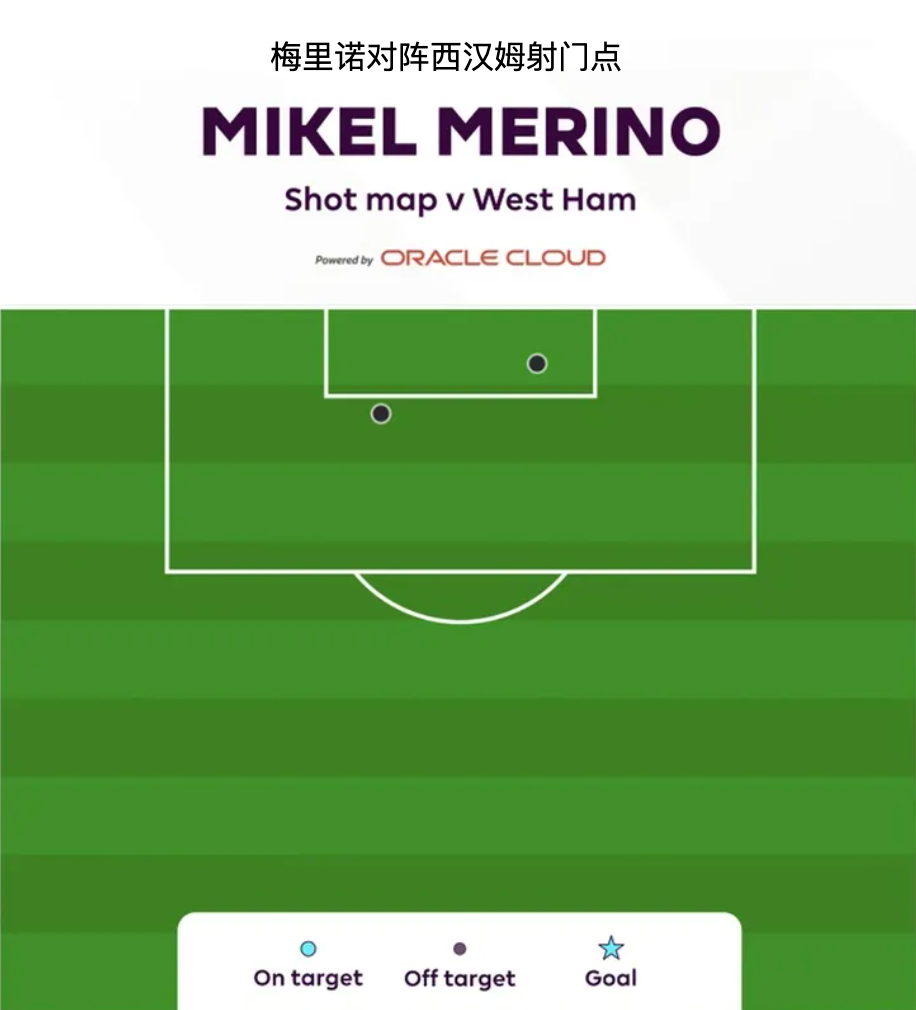 梅里诺对阵西汉姆射门点
MIKEL MERINO
Shot map v West Ham
Powered by ORACLE CLOUD
On target Off target Goal